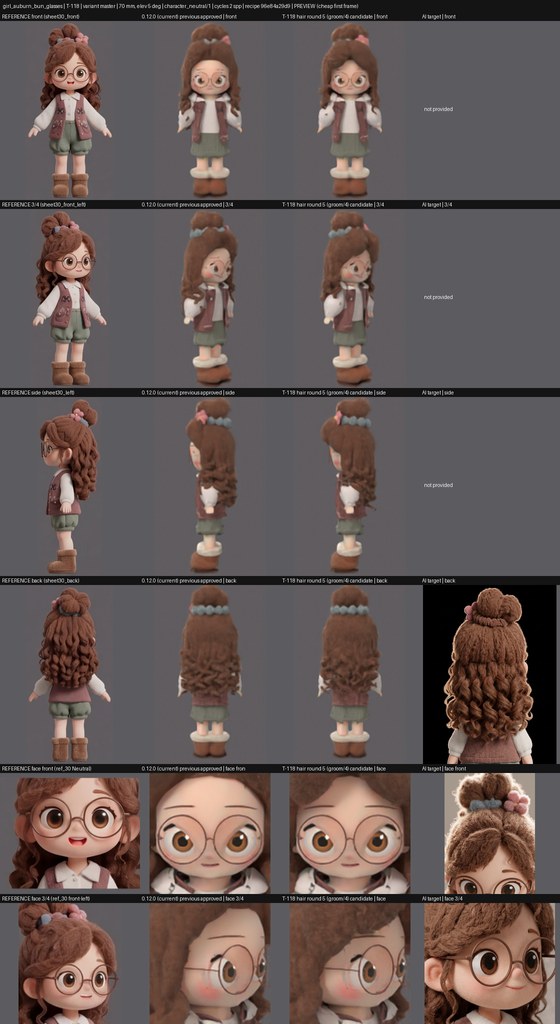 girl_auburn_bun_glasses | T-118 | variant master | 70 mm, elev 5 deg | character_neutral/1 | cycles 2 spp | recipe 96e84a29d9 | PREVIEW (cheap first frame)
REFERENCE front (sheet30_front) 0.12.0 (current) previous approved | front T-118 hair round 5 (groom/4) candidate | front AI target | front
not provided
REFERENCE 3/4 (sheet30_front_left) 0.12.0 (current) previous approved | 3/4 T-118 hair round 5 (groom/4) candidate | 3/4 AI target | 3/4
not provided
REFERENCE side (sheet30_left) 0.12.0 (current) previous approved | side T-118 hair round 5 (groom/4) candidate | side AI target | side
not provided
REFERENCE back (sheet30_back) 0.12.0 (current) previous approved | back T-118 hair round 5 (groom/4) candidate | back AI target | back
REFERENCE face front (ref_30 Neutral) 0.12.0 (current) previous approved | face fron T-118 hair round 5 (groom/4) candidate | face front AI target | face front
REFERENCE face 3/4 (ref_30 front-left) 0.12.0 (current) previous approved | face 3/4 T-118 hair round 5 (groom/4) candidate | face 3/4 AI target | face 3/4